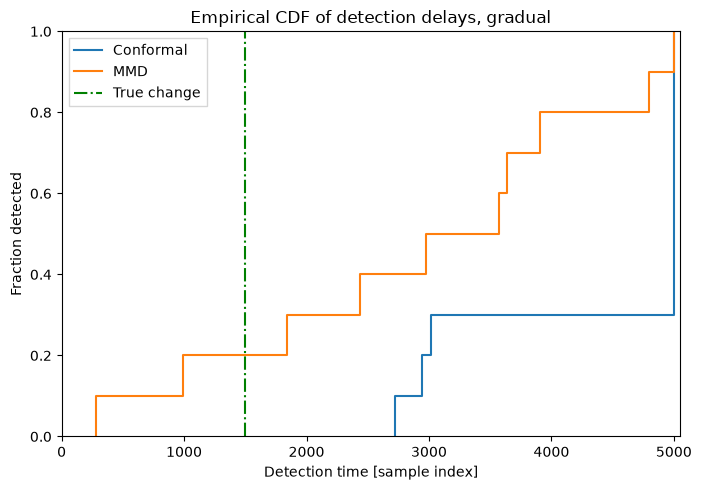 Empirical CDF of detection delays, gradual
Conformal
MMD
True change
Fraction detected
1.0
0.8
0.6
0.4
0.2
0.0
0 1000 2000 3000 4000 5000
Detection time [sample index]